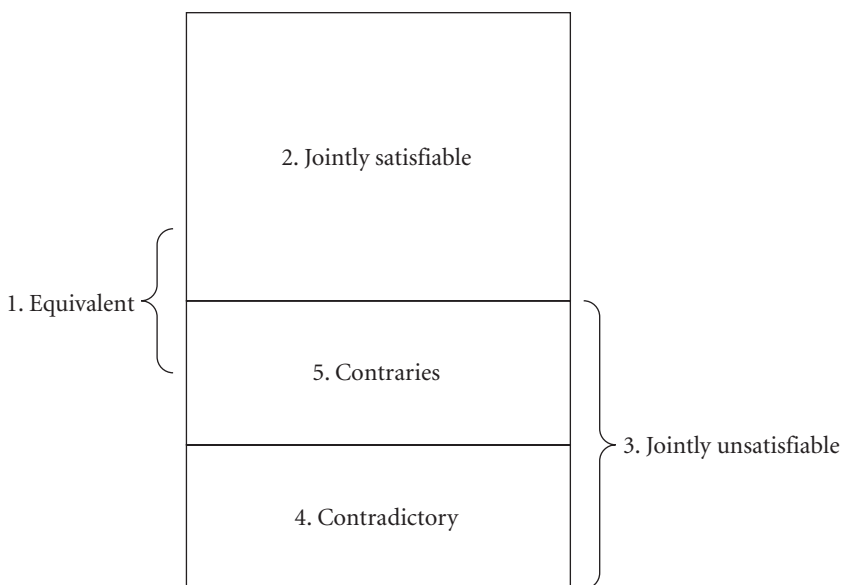 2. Jointly satisfiable
1. Equivalent
5. Contraries
3. Jointly unsatisfiable
4. Contradictory